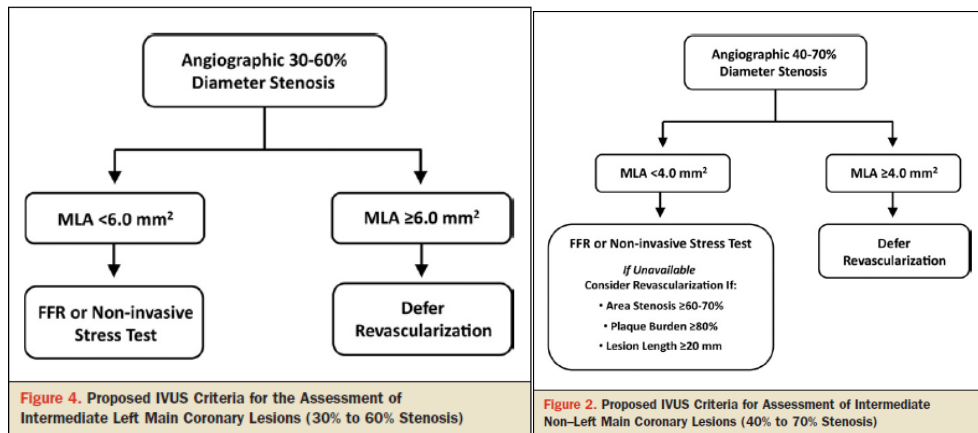 Angiographic 30-60%
Diameter Stenosis
MLA <6.0 mm²
MLA ≥6.0 mm²
FFR or Non-invasive
Stress Test
Defer
Revascularization
Figure 4. Proposed IVUS Criteria for the Assessment of
Intermediate Left Main Coronary Lesions (30% to 60% Stenosis)
Angiographic 40-70%
Diameter Stenosis
MLA <4.0 mm²
MLA ≥4.0 mm²
FFR or Non-invasive Stress Test
If Unavailable
Consider Revascularization If:
• Area Stenosis ≥60-70%
• Plaque Burden ≥80%
• Lesion Length ≥20 mm
Defer
Revascularization
Figure 2. Proposed IVUS Criteria for Assessment of Intermediate
Non–Left Main Coronary Lesions (40% to 70% Stenosis)